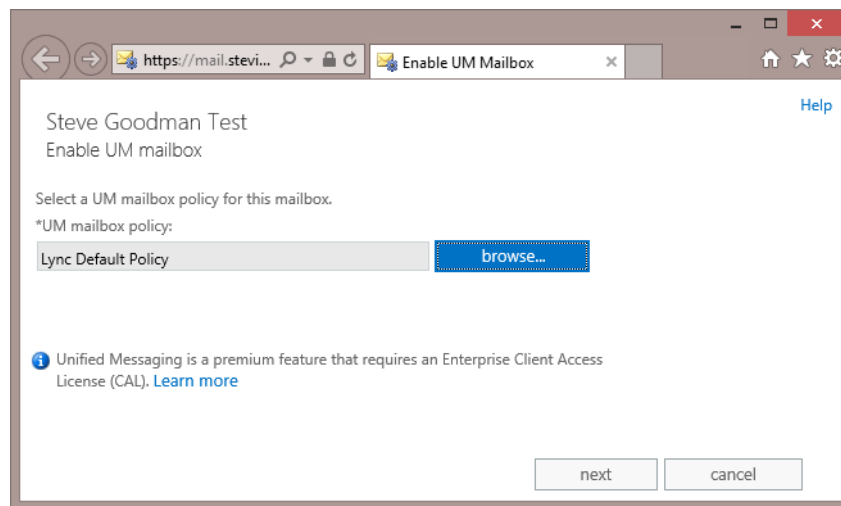 https://mail.stevi...
Enable UM Mailbox
Help
Steve Goodman Test
Enable UM mailbox
Select a UM mailbox policy for this mailbox.
*UM mailbox policy:
Lync Default Policy
browse...
Unified Messaging is a premium feature that requires an Enterprise Client Access
License (CAL). Learn more
next
cancel